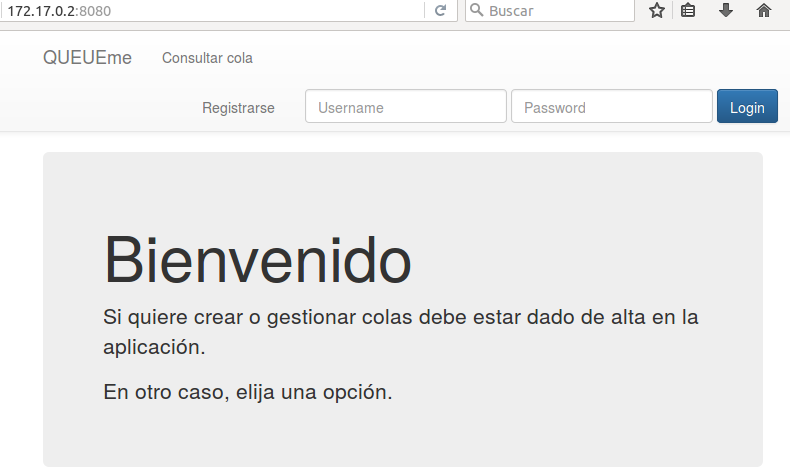 172.17.0.2:8080 Buscar
QUEUEme Consultar cola
Registrarse Username Password Login
Bienvenido
Si quiere crear o gestionar colas debe estar dado de alta en la
aplicación.
En otro caso, elija una opción.